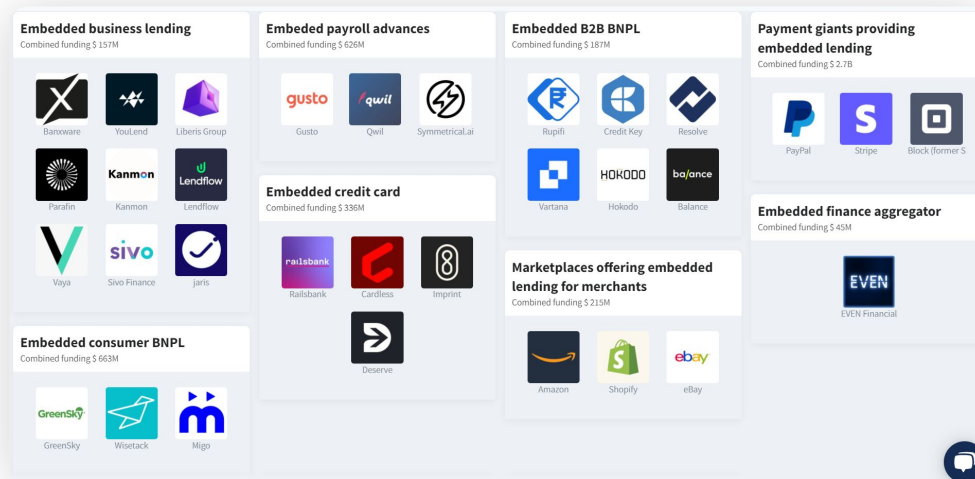 Embedded business lending
Combined funding $ 157M
Kanmon
Lendflow
sivo
Banxware
YouLend
Liberis Group
Parafin
Kanmon
Lendflow
Vaya
Sivo Finance
jaris
Embedded consumer BNPL
Combined funding $ 663M
GreenSky
GreenSky
Wisetack
Migo
Embeded payroll advances
Combined funding $ 626M
gusto
qwil
Gusto
Qwil
Symmetrical.ai
Embedded credit card
Combined funding $ 336M
railsbank
Railsbank
Cardless
Imprint
Deserve
Embedded B2B BNPL
Combined funding $ 187M
Rupifi
Credit Key
Resolve
HOKODO
ba/ance
Vartana
Hokodo
Balance
Marketplaces offering embedded
lending for merchants
Combined funding $ 215M
ebay
Amazon
Shopify
eBay
Payment giants providing
embedded lending
Combined funding $ 2.7B
S
PayPal
Stripe
Block (former S
Embedded finance aggregator
Combined funding $ 45M
EVEN
EVEN Financial